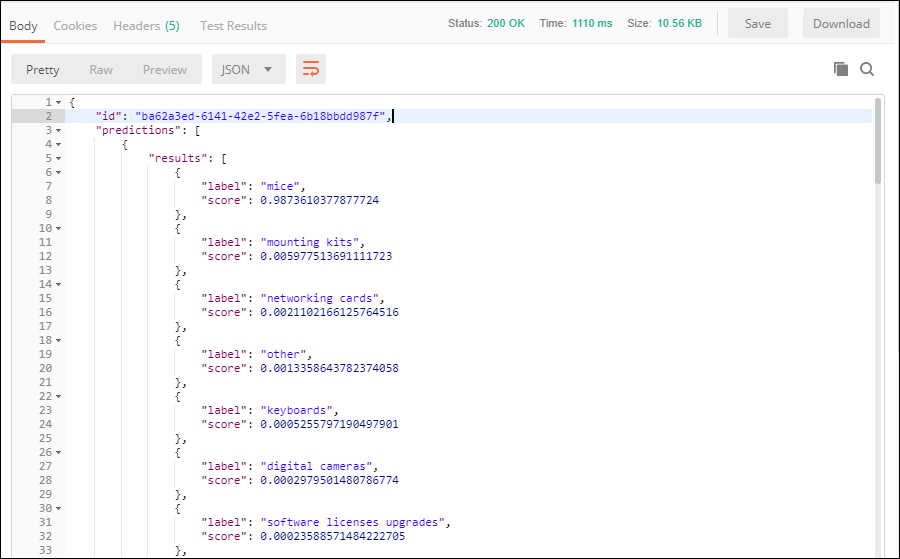 Body Cookies Headers (5) Test Results Status: 200 OK Time: 1110 ms Size: 10.56 KB Save Download
Pretty Raw Preview JSON
1 {
2 "id": "ba62a3ed-6141-42e2-5fea-6b18bbdd987f",
3 "predictions": [
4 {
5 "results": [
6 {
7 "label": "mice",
8 "score": 0.9873610377877724
9 },
10 {
11 "label": "mounting kits",
12 "score": 0.005977513691111723
13 },
14 {
15 "label": "networking cards",
16 "score": 0.0021102166125764516
17 },
18 {
19 "label": "other",
20 "score": 0.0013358643782374058
21 },
22 {
23 "label": "keyboards",
24 "score": 0.0005255797190497901
25 },
26 {
27 "label": "digital cameras",
28 "score": 0.0002979501480786774
29 },
30 {
31 "label": "software licenses upgrades",
32 "score": 0.00023588571484222705
33 },